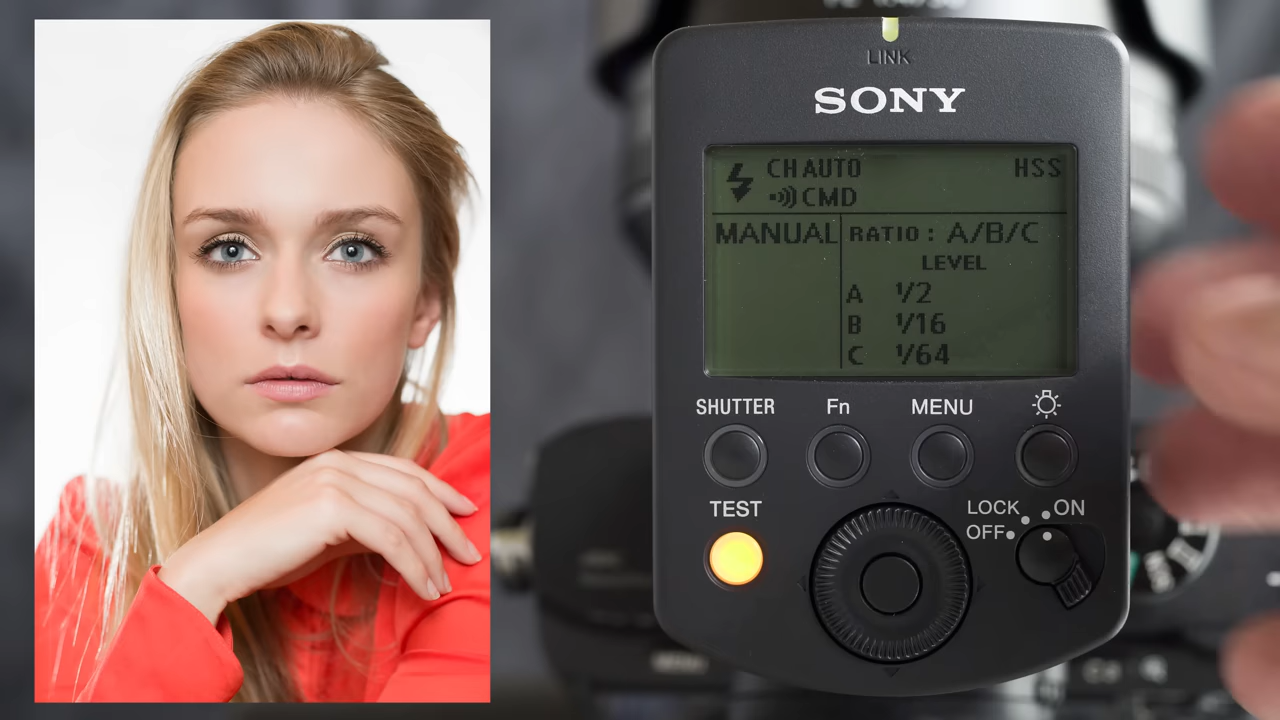 LINK
SONY
CH AUTO HSS
CMD
MANUAL RATIO: A/B/C
LEVEL
A 1/2
B 1/16
C 1/64
SHUTTER Fn MENU
TEST
LOCK ON
OFF